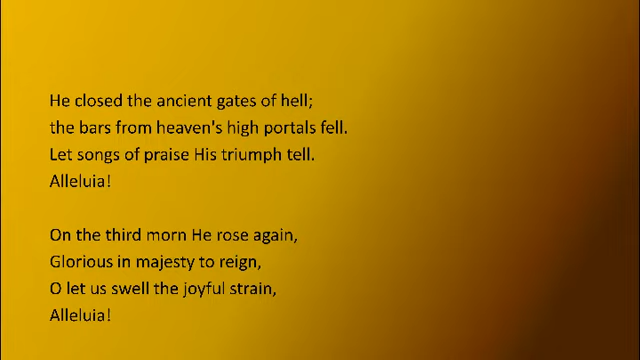 He closed the ancient gates of hell;
the bars from heaven's high portals fell.
Let songs of praise His triumph tell.
Alleluia!
On the third morn He rose again,
Glorious in majesty to reign,
O let us swell the joyful strain,
Alleluia!